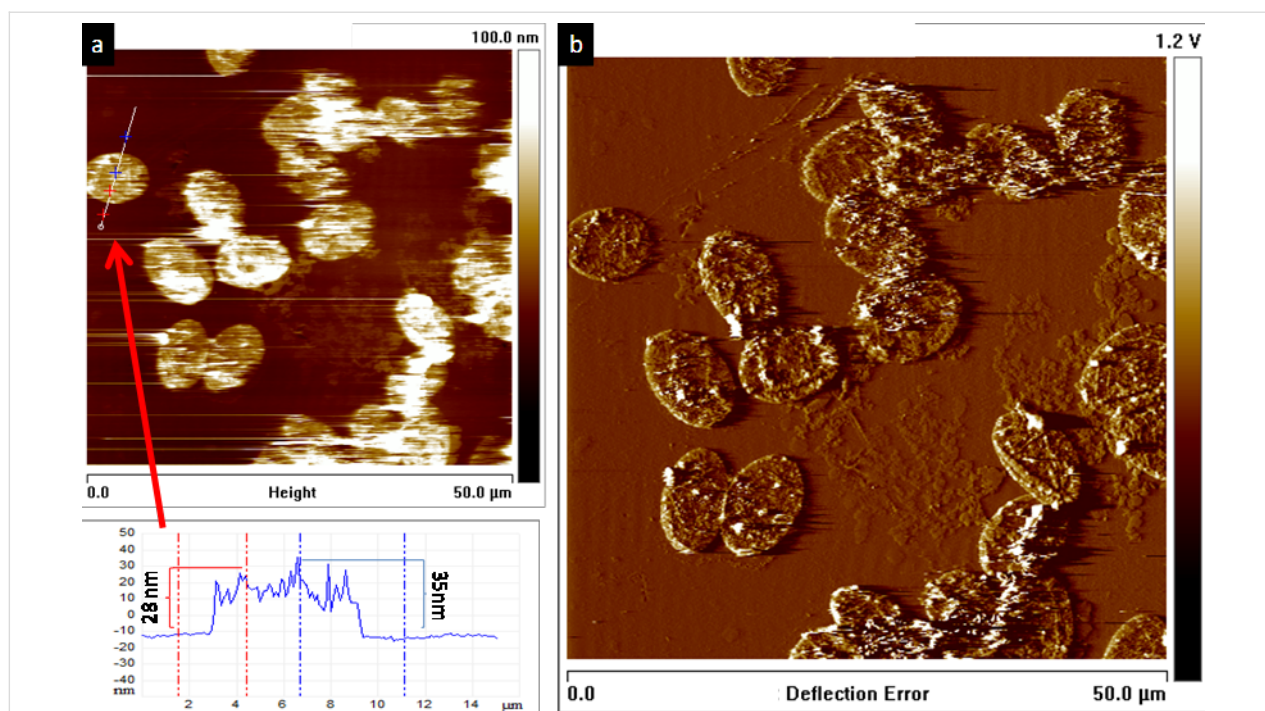 a
100.0 nm
0.0 Height 50.0 µm
50
40
30
20
10
0
-10
-20
-30
-40
nm
28 nm
35nm
2 4 6 8 10 12 14 µm
b
1.2 V
0.0 : Deflection Error 50.0 µm